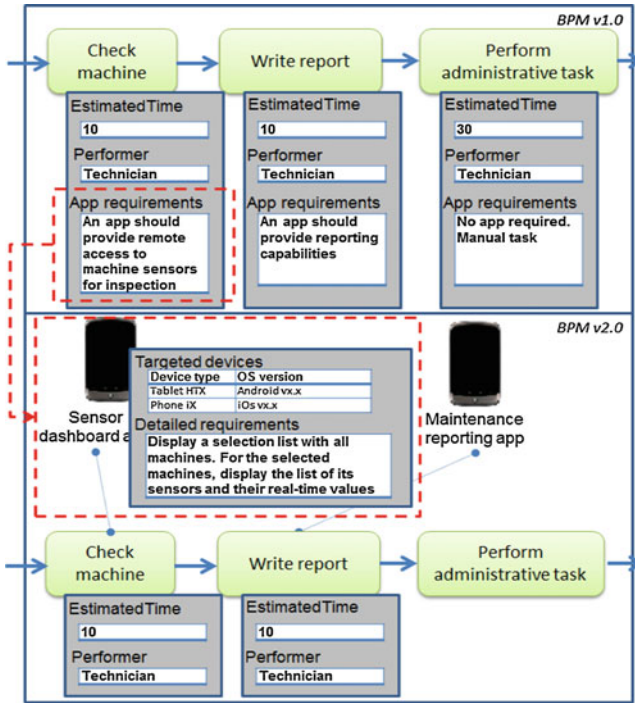 BPM v1.0
Check
machine
Write report
Perform
administrative task
EstimatedTime
10
Performer
Technician
App requirements
An app should
provide remote
access to
machine sensors
for inspection
EstimatedTime
10
Performer
Technician
App requirements
An app should
provide reporting
capabilities
EstimatedTime
30
Performer
Technician
App requirements
No app required.
Manual task
BPM v2.0
Sensor
dashboard a
Targeted devices
Device type OS version
Tablet HTX Android vx.x
Phone iX iOs vx.x
Detailed requirements
Display a selection list with all
machines. For the selected
machines, display the list of its
sensors and their real-time values
Maintenance
reporting app
Check
machine
Write report
Perform
administrative task
EstimatedTime
10
Performer
Technician
EstimatedTime
10
Performer
Technician